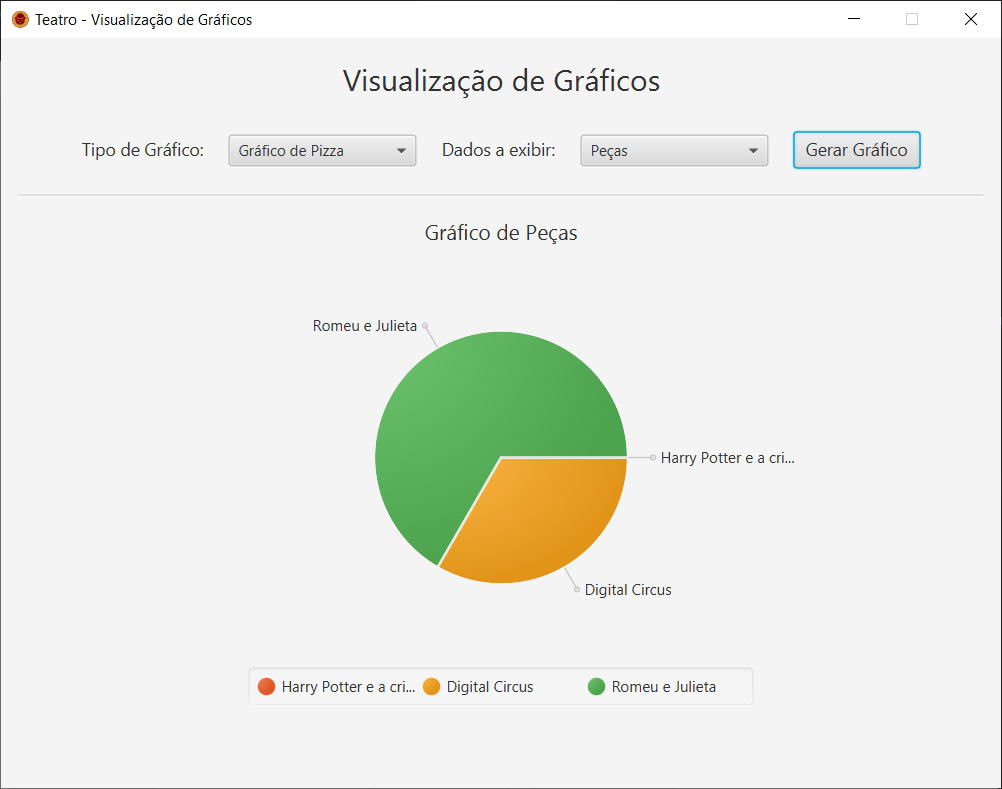 Teatro - Visualização de Gráficos
Visualização de Gráficos
Tipo de Gráfico: Gráfico de Pizza Dados a exibir: Peças Gerar Gráfico
Gráfico de Peças
Romeu e Julieta
Harry Potter e a cri...
Digital Circus
Harry Potter e a cri... Digital Circus Romeu e Julieta